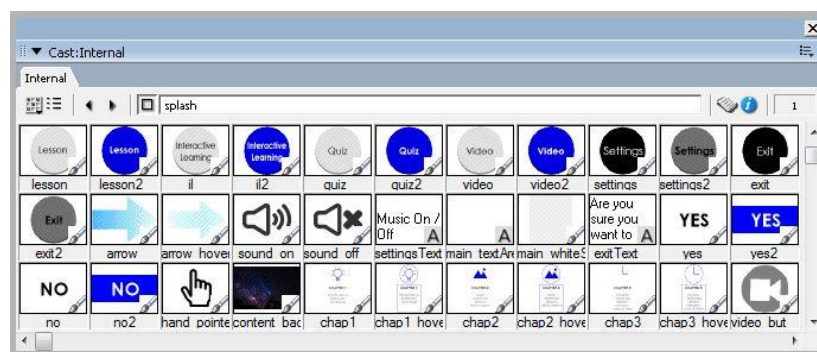 Cast:Internal
Internal
splash 1
Lesson Lesson Interactive Learning Interactive Learning Quiz Quiz Video Video Settings Settings Exit
lesson lesson2 il il2 quiz quiz2 video video2 settings settings2 exit
Exit Music On / Off A A Are you sure you want to A YES YES
exit2 arrow arrow hover sound on sound off settingsText main textAre main whiteS exitText yes yes2
NO NO
no no2 hand pointe content bac chap1 chap1 hove chap2 chap2 hove chap3 chap3 hove video but